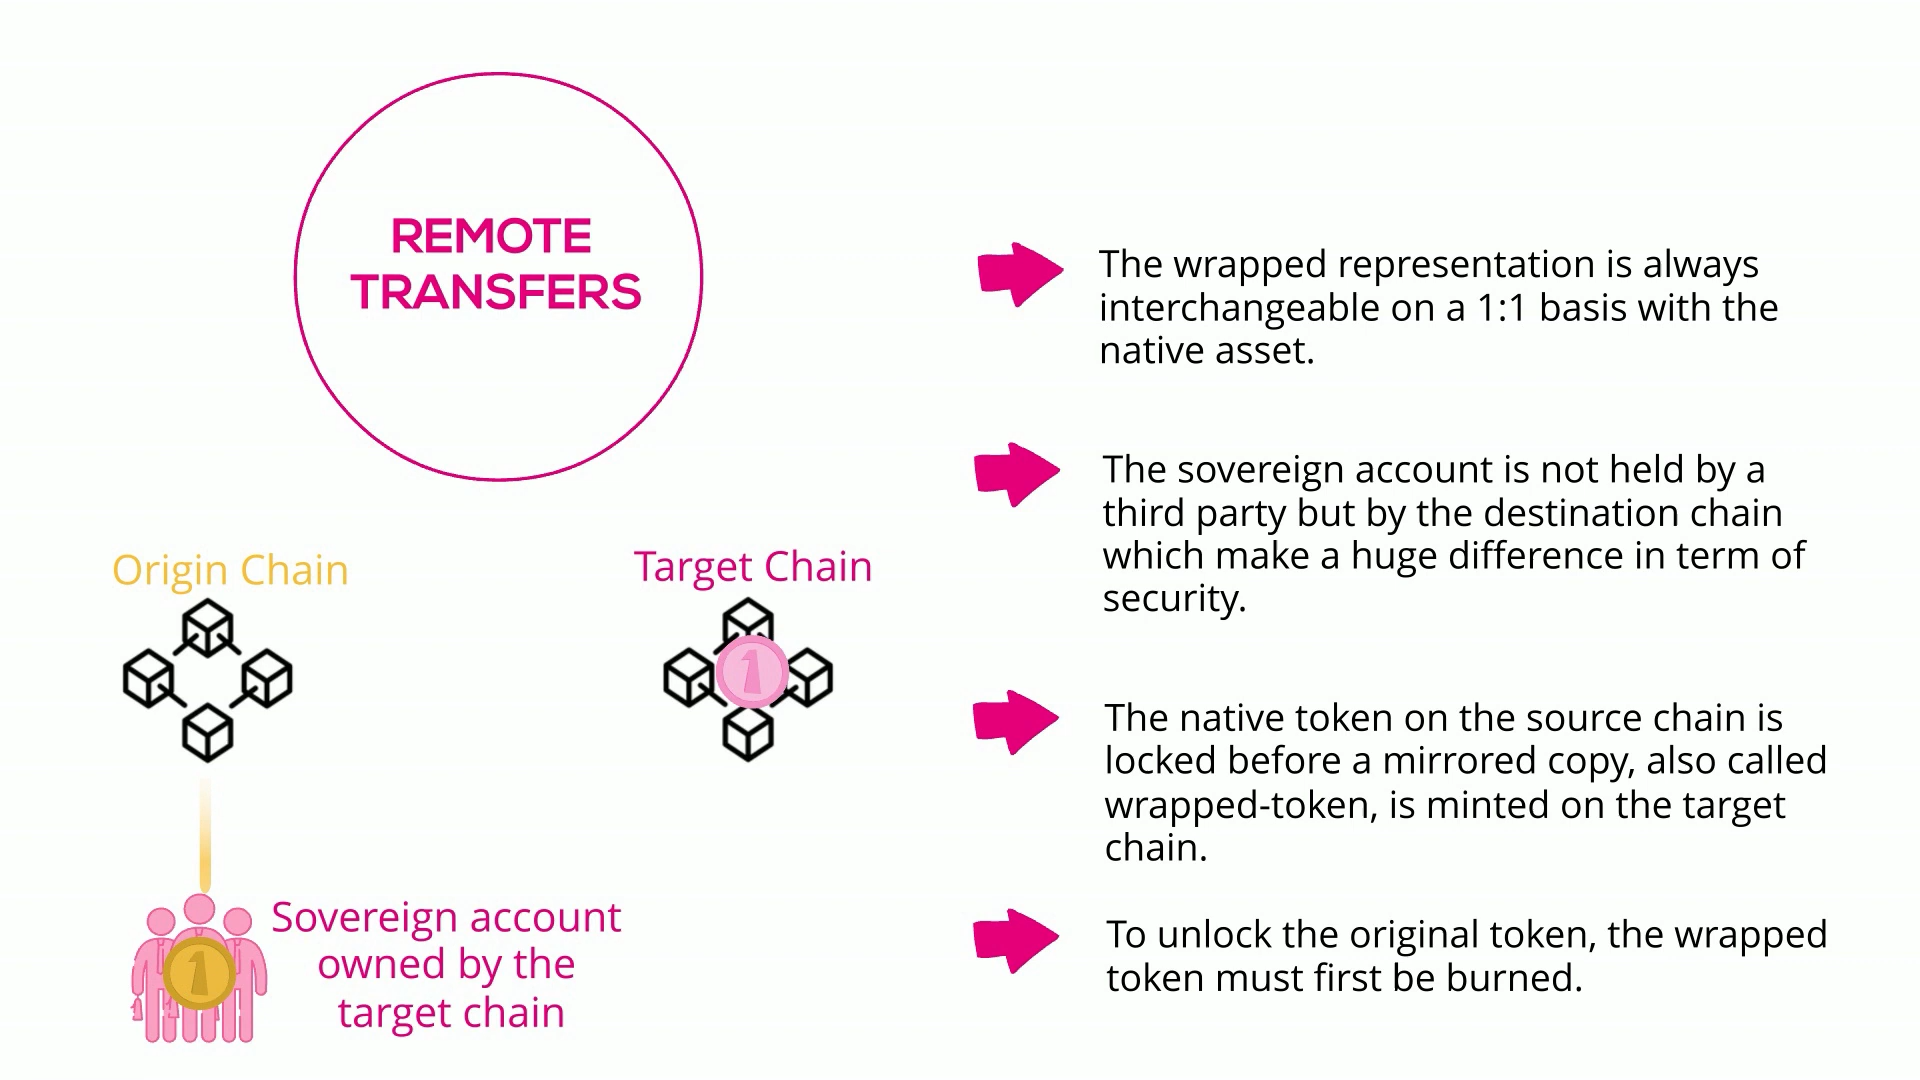 REMOTE
TRANSFERS
Origin Chain
Target Chain
1
1
Sovereign account
owned by the
target chain
The wrapped representation is always
interchangeable on a 1:1 basis with the
native asset.
The sovereign account is not held by a
third party but by the destination chain
which make a huge difference in term of
security.
The native token on the source chain is
locked before a mirrored copy, also called
wrapped-token, is minted on the target
chain.
To unlock the original token, the wrapped
token must first be burned.